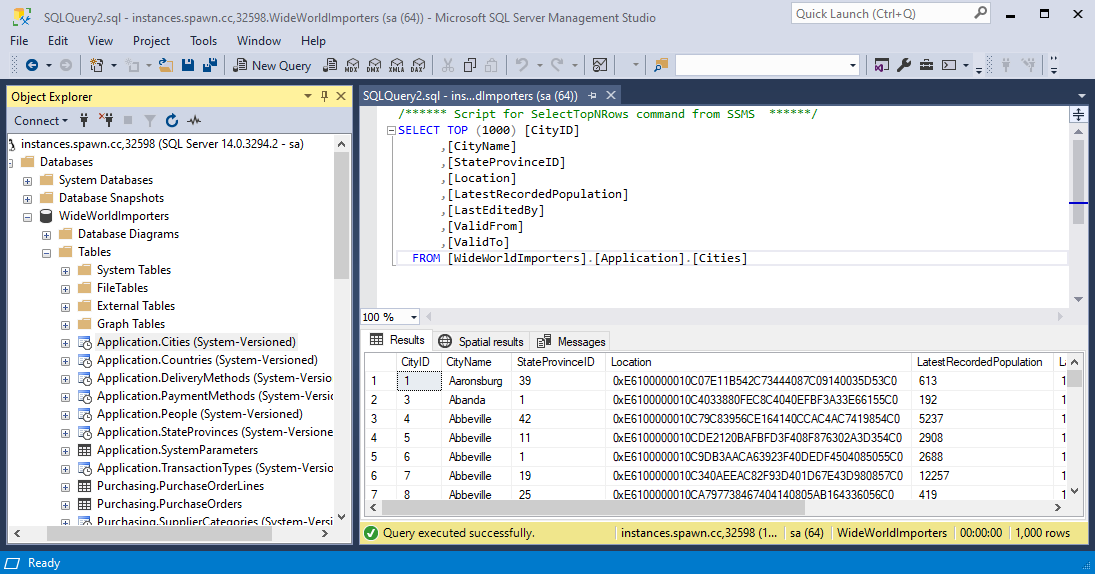 SQLQuery2.sql - instances.spawn.cc,32598.WideWorldImporters (sa (64)) - Microsoft SQL Server Management Studio
Quick Launch (Ctrl+Q)
File Edit View Project Tools Window Help
New Query MDX DMX XMLA DAX
Object Explorer
Connect
instances.spawn.cc,32598 (SQL Server 14.0.3294.2 - sa)
Databases
System Databases
Database Snapshots
WideWorldImporters
Database Diagrams
Tables
System Tables
FileTables
External Tables
Graph Tables
Application.Cities (System-Versioned)
Application.Countries (System-Versioned)
Application.DeliveryMethods (System-Versio
Application.PaymentMethods (System-Versio
Application.People (System-Versioned)
Application.StateProvinces (System-Versione
Application.SystemParameters
Application.TransactionTypes (System-Versio
Purchasing.PurchaseOrderLines
Purchasing.PurchaseOrders
Purchasing.SupplierCategories (System-Versi
SQLQuery2.sql - ins...dImporters (sa (64))
/****** Script for SelectTopNRows command from SSMS ******/
SELECT TOP (1000) [CityID]
,[CityName]
,[StateProvinceID]
,[Location]
,[LatestRecordedPopulation]
,[LastEditedBy]
,[ValidFrom]
,[ValidTo]
FROM [WideWorldImporters].[Application].[Cities]
100 %
Results Spatial results Messages
CityID CityName StateProvinceID Location LatestRecordedPopulation
1 1 Aaronsburg 39 0xE6100000010C07E11B542C73444087C09140035D53C0 613 1
2 3 Abanda 1 0xE6100000010C4033880FEC8C4040EFBF3A33E66155C0 192 1
3 4 Abbeville 42 0xE6100000010C79C83956CE164140CCAC4AC7419854C0 5237 1
4 5 Abbeville 11 0xE6100000010CDE2120BAFBFD3F408F876302A3D354C0 2908 1
5 6 Abbeville 1 0xE6100000010C9DB3AACA63923F40DEDF4504085055C0 2688 1
6 7 Abbeville 19 0xE6100000010C340AEEAC82F93D401D67E43D980857C0 12257 1
7 8 Abbeville 25 0xE6100000010CA797738467404140805AB164336056C0 419 1
Query executed successfully. instances.spawn.cc,32598 (1... sa (64) WideWorldImporters 00:00:00 1,000 rows
Ready